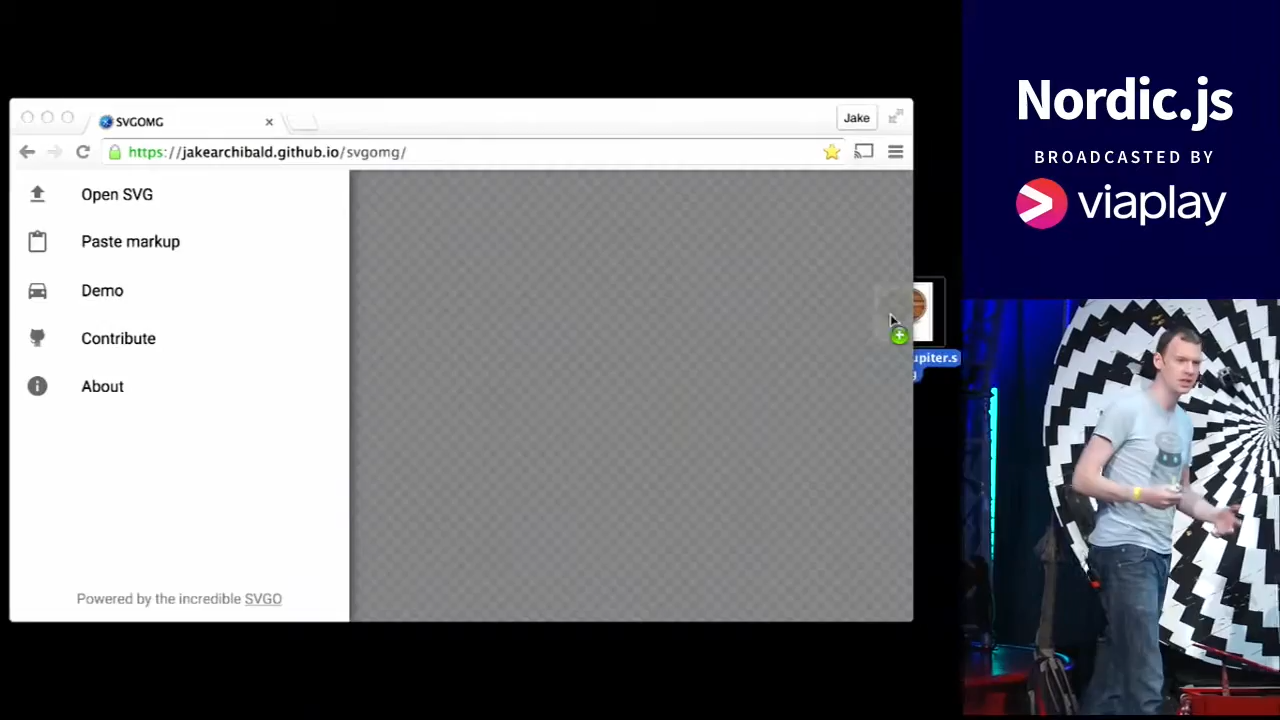 SVGOMG
Jake
https://jakearchibald.github.io/svgomg/
Open SVG
Paste markup
Demo
Contribute
About
Powered by the incredible SVGO
upiter.s
g
Nordic.js
BROADCASTED BY
viaplay